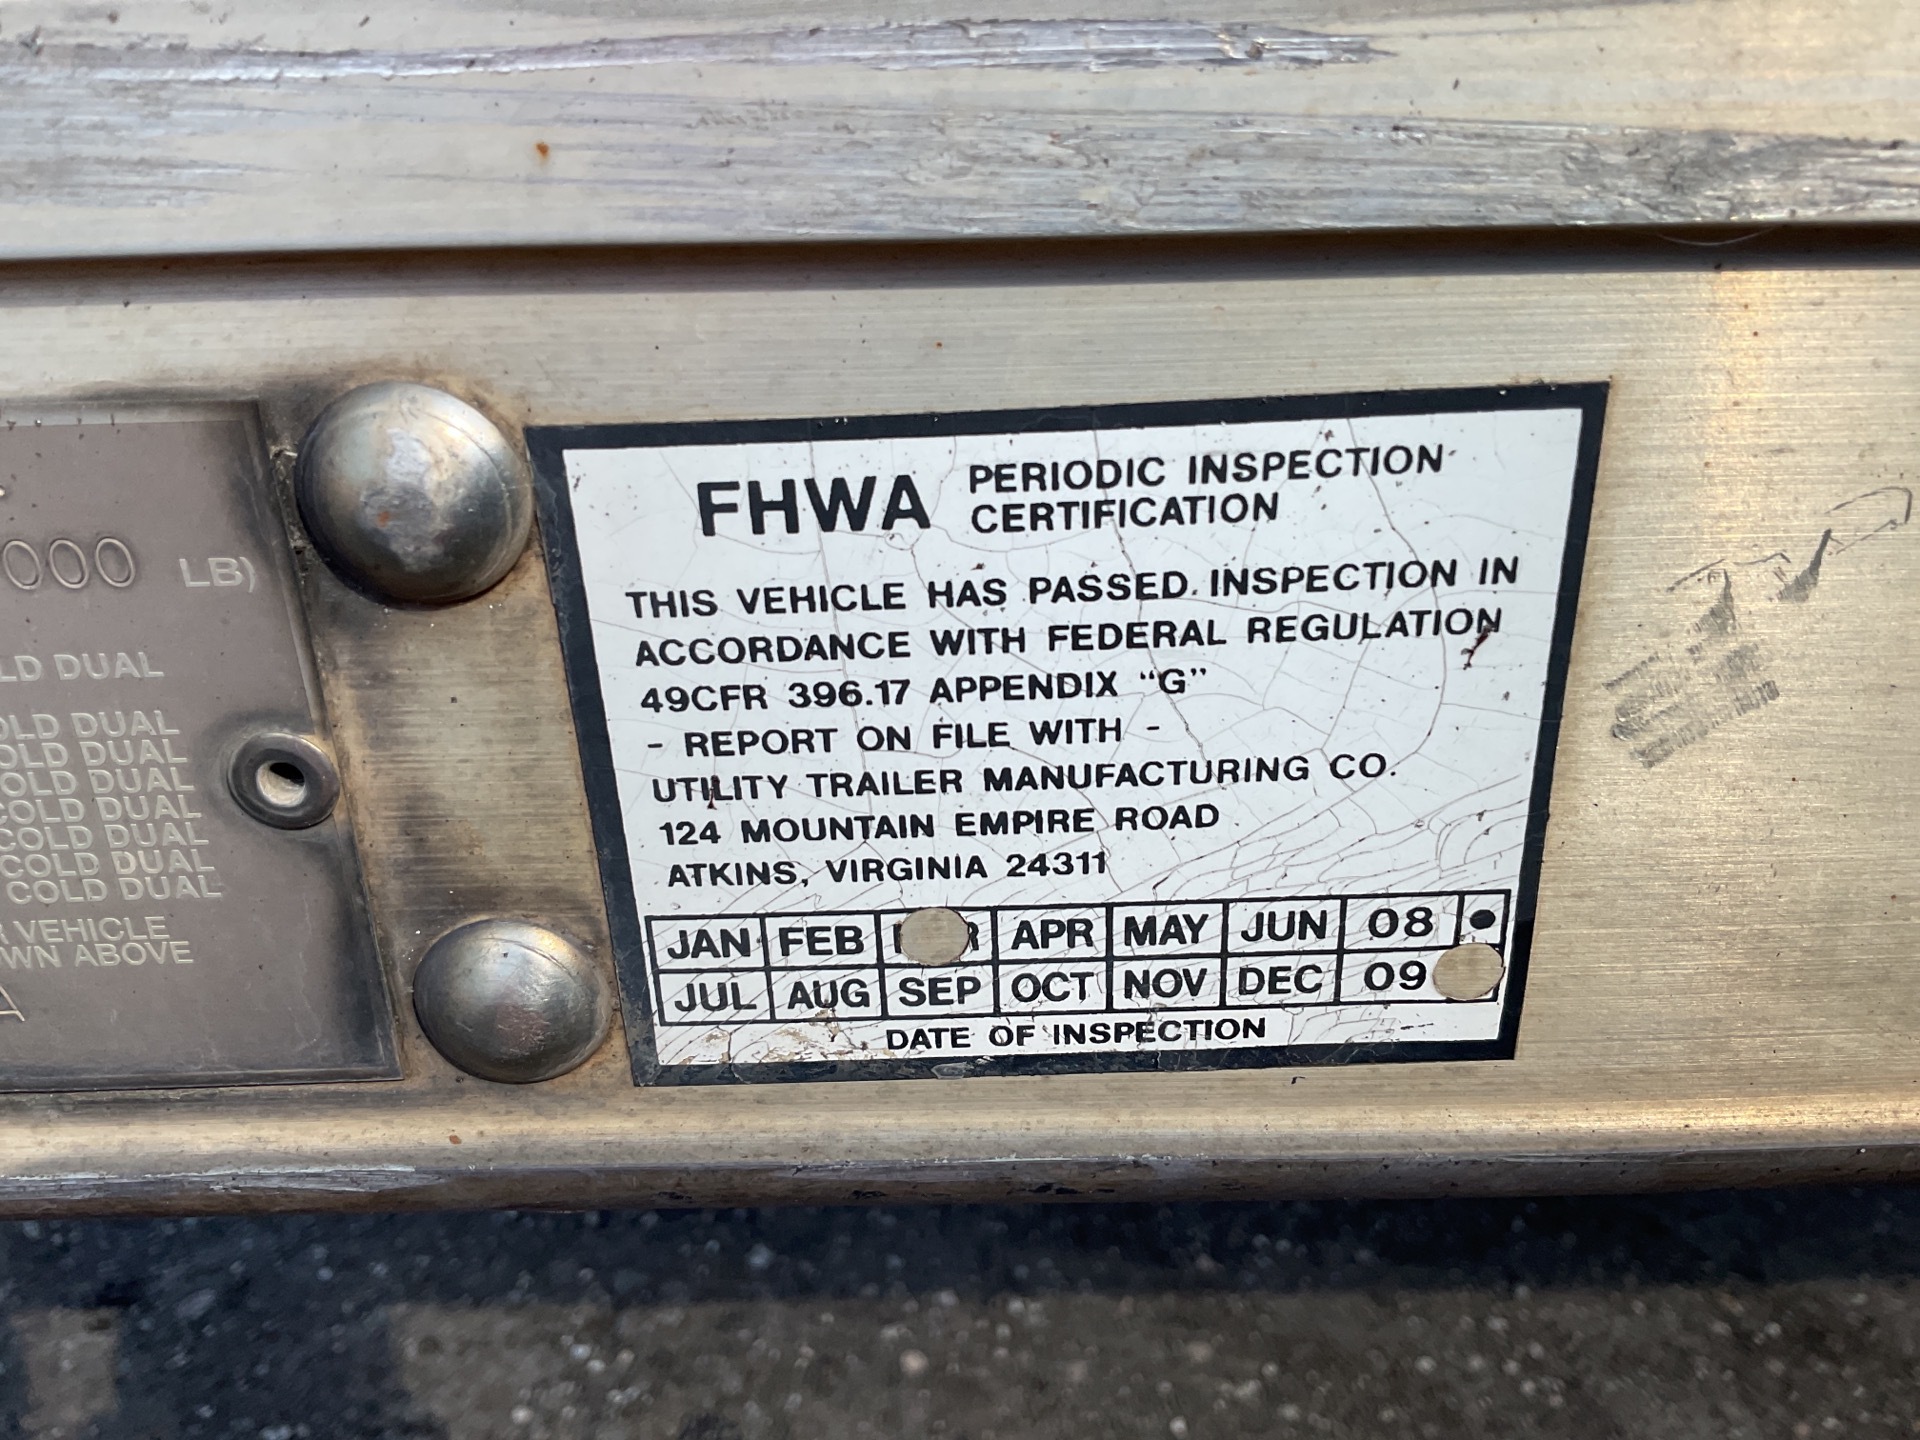 000 LB)
LD DUAL
OLD DUAL
OLD DUAL
OLD DUAL
COLD DUAL
COLD DUAL
COLD DUAL
COLD DUAL
VEHICLE
WN ABOVE
FHWA PERIODIC INSPECTION
CERTIFICATION
THIS VEHICLE HAS PASSED INSPECTION IN
ACCORDANCE WITH FEDERAL REGULATION
49CFR 396.17 APPENDIX "G"
- REPORT ON FILE WITH -
UTILITY TRAILER MANUFACTURING CO.
124 MOUNTAIN EMPIRE ROAD
ATKINS, VIRGINIA 24311
JAN FEB APR MAY JUN 08 •
JUL AUG SEP OCT NOV DEC 09
DATE OF INSPECTION